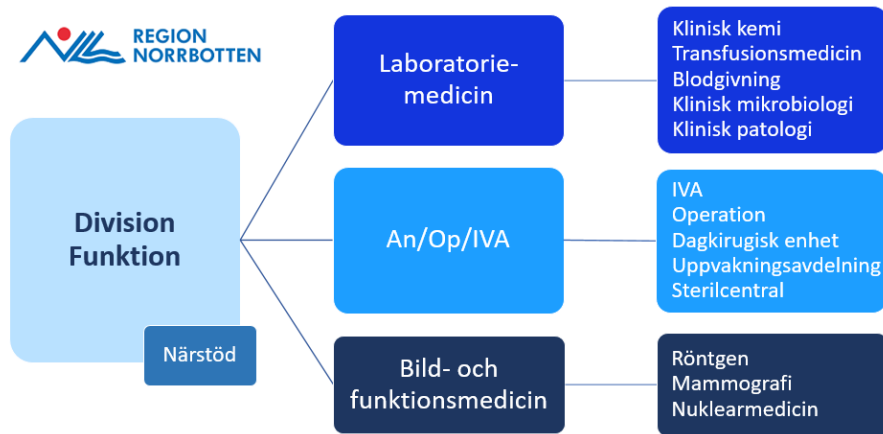 REGION
NORRBOTTEN
Division
Funktion
Närstöd
Laboratorie-
medicin
Klinisk kemi
Transfusionsmedicin
Blodgivning
Klinisk mikrobiologi
Klinisk patologi
An/Op/IVA
IVA
Operation
Dagkirugisk enhet
Uppvakningsavdelning
Sterilcentral
Bild- och
funktionsmedicin
Röntgen
Mammografi
Nuklearmedicin